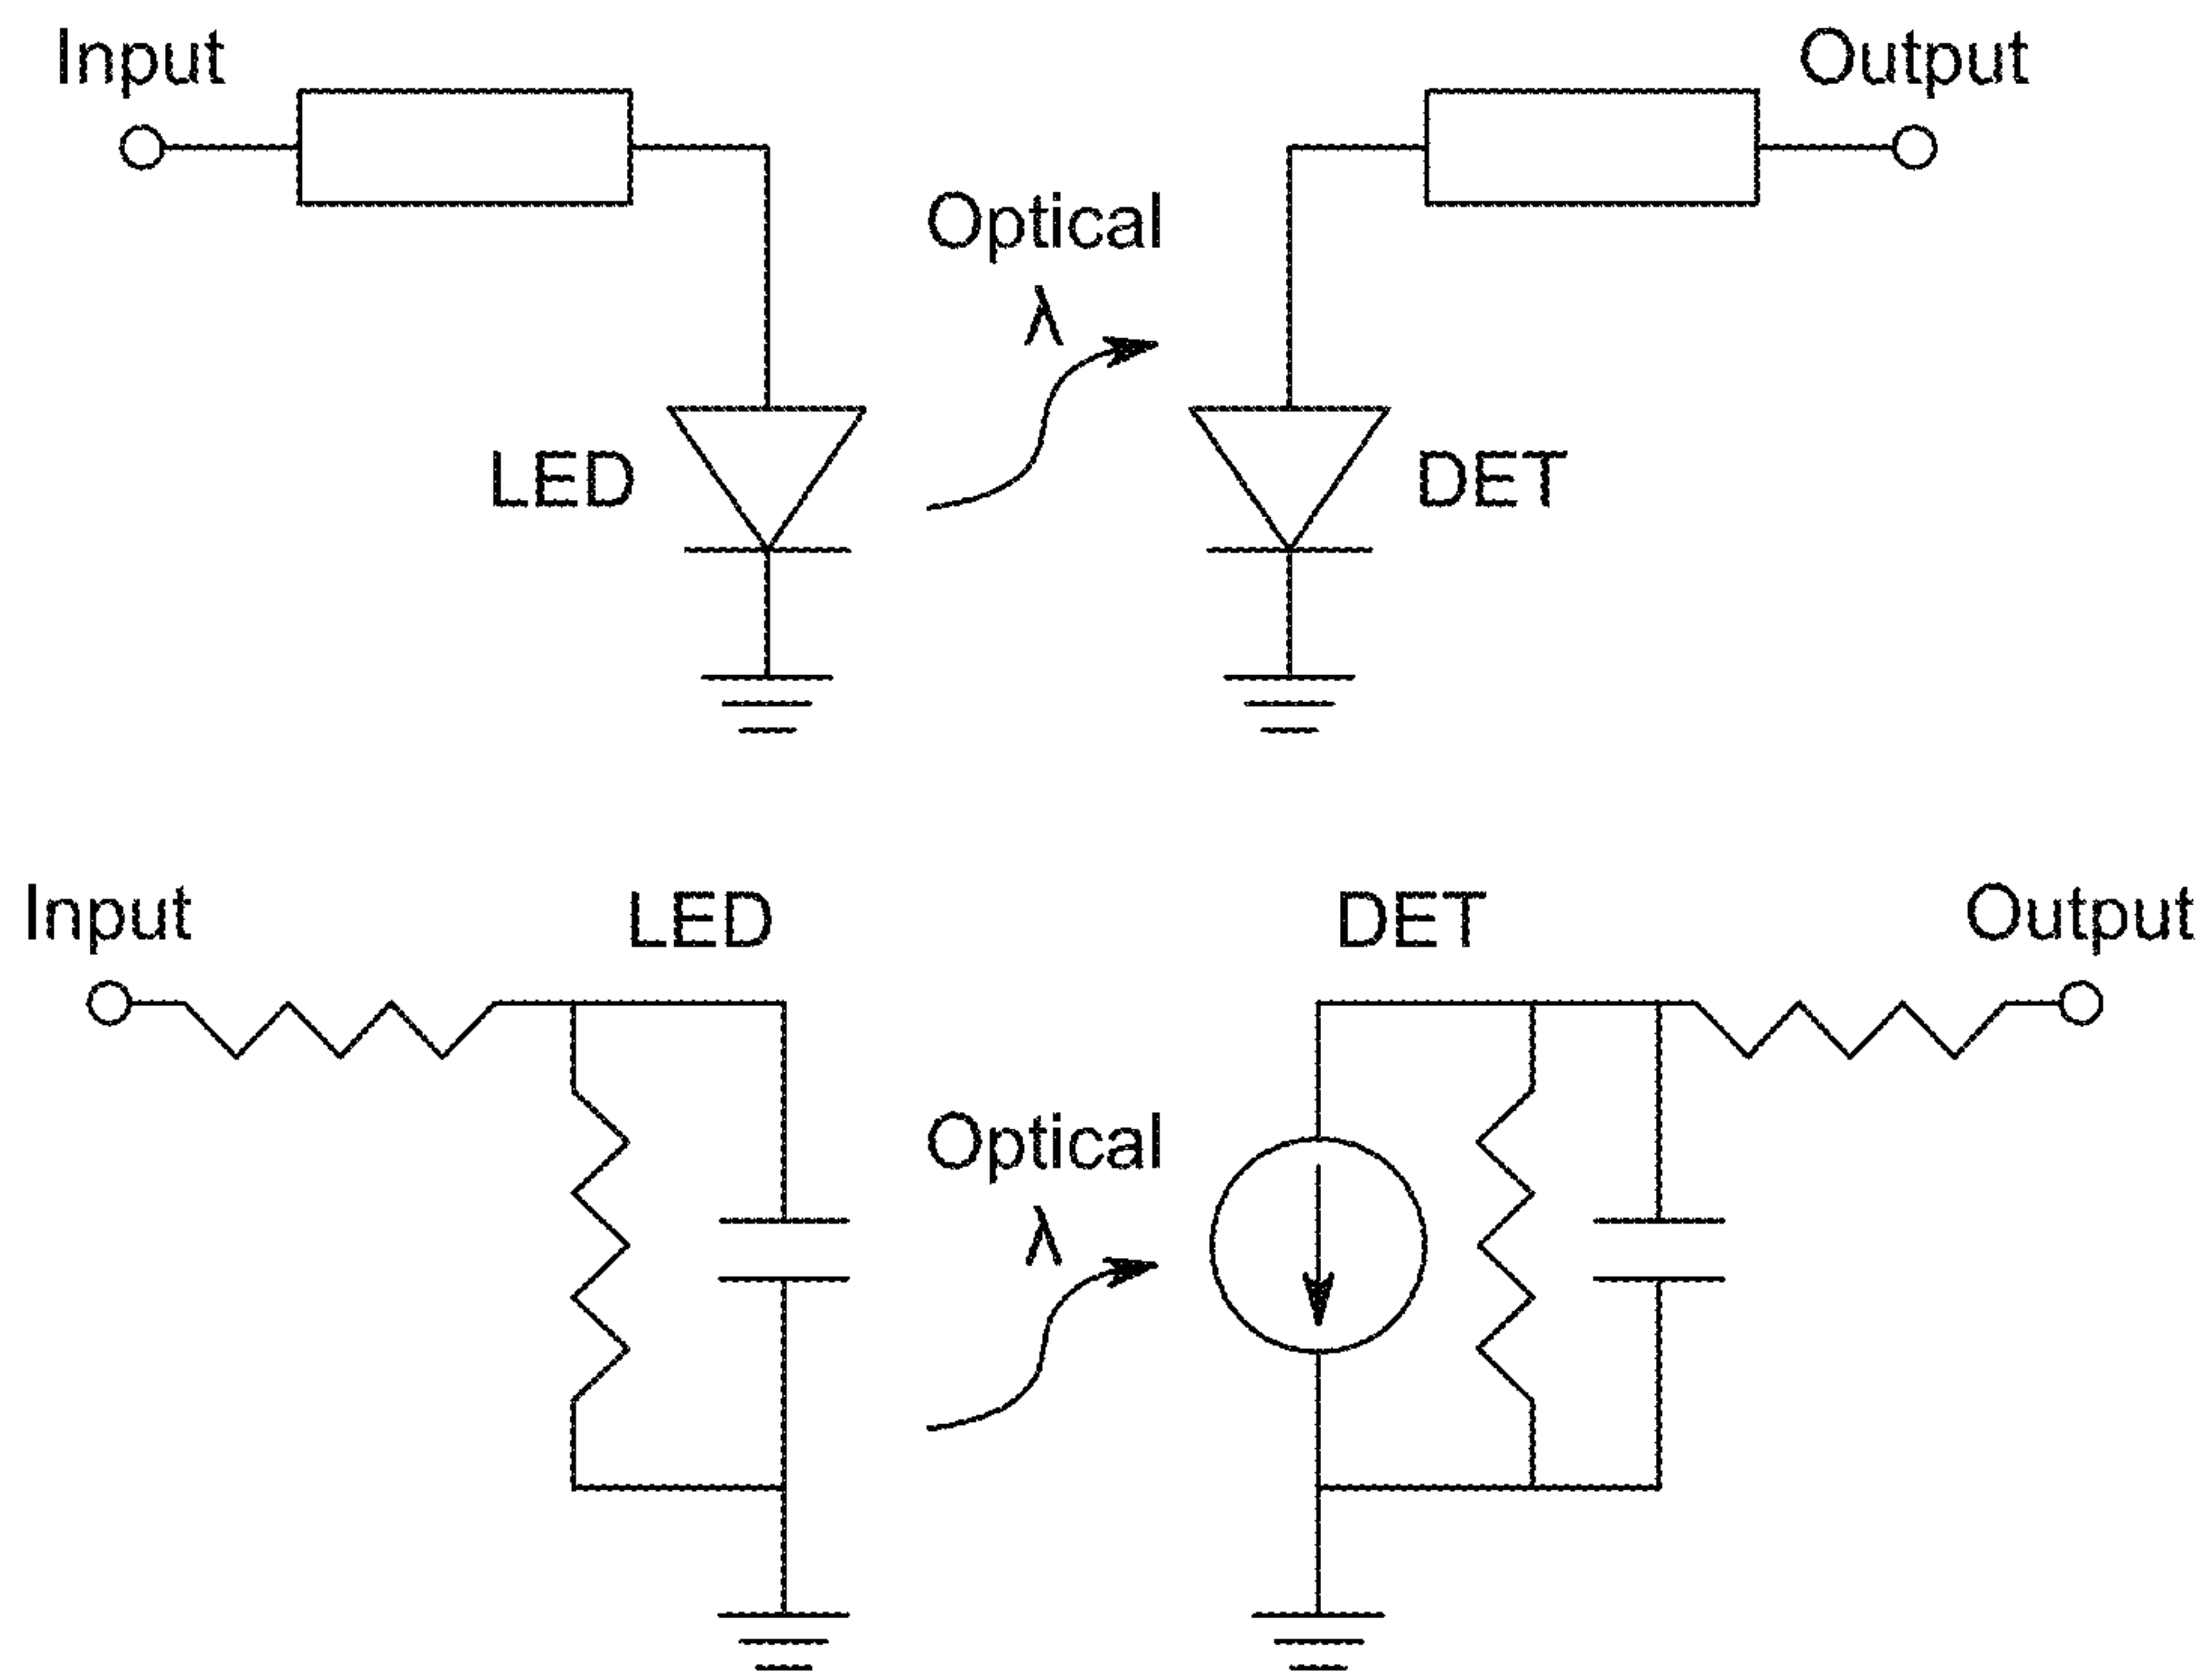 Input
Output
Optical
λ
LED
DET
Input
LED
DET
Output
Optical
λ